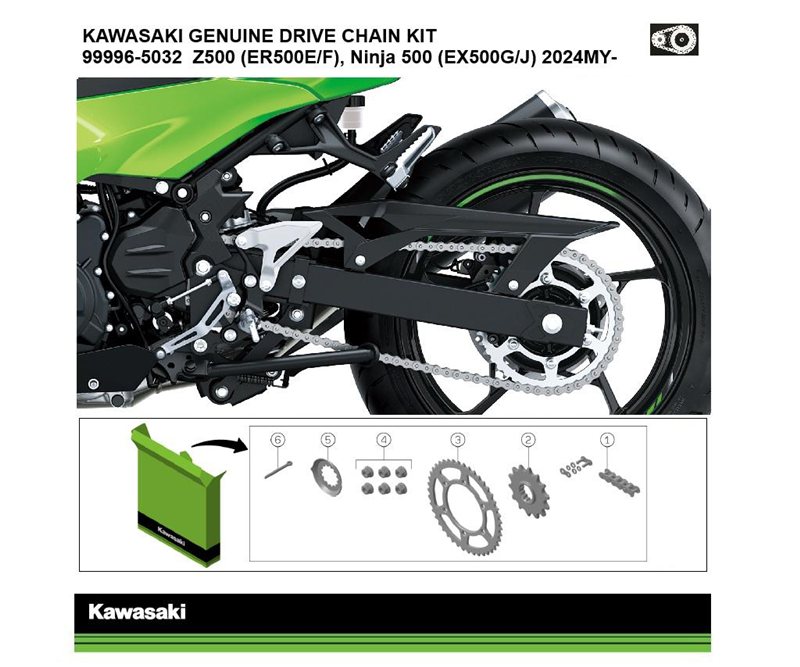 KAWASAKI GENUINE DRIVE CHAIN KIT
99996-5032 Z500 (ER500E/F), Ninja 500 (EX500G/J) 2024MY-
6 5 4 3 2 1
Kawasaki
Kawasaki